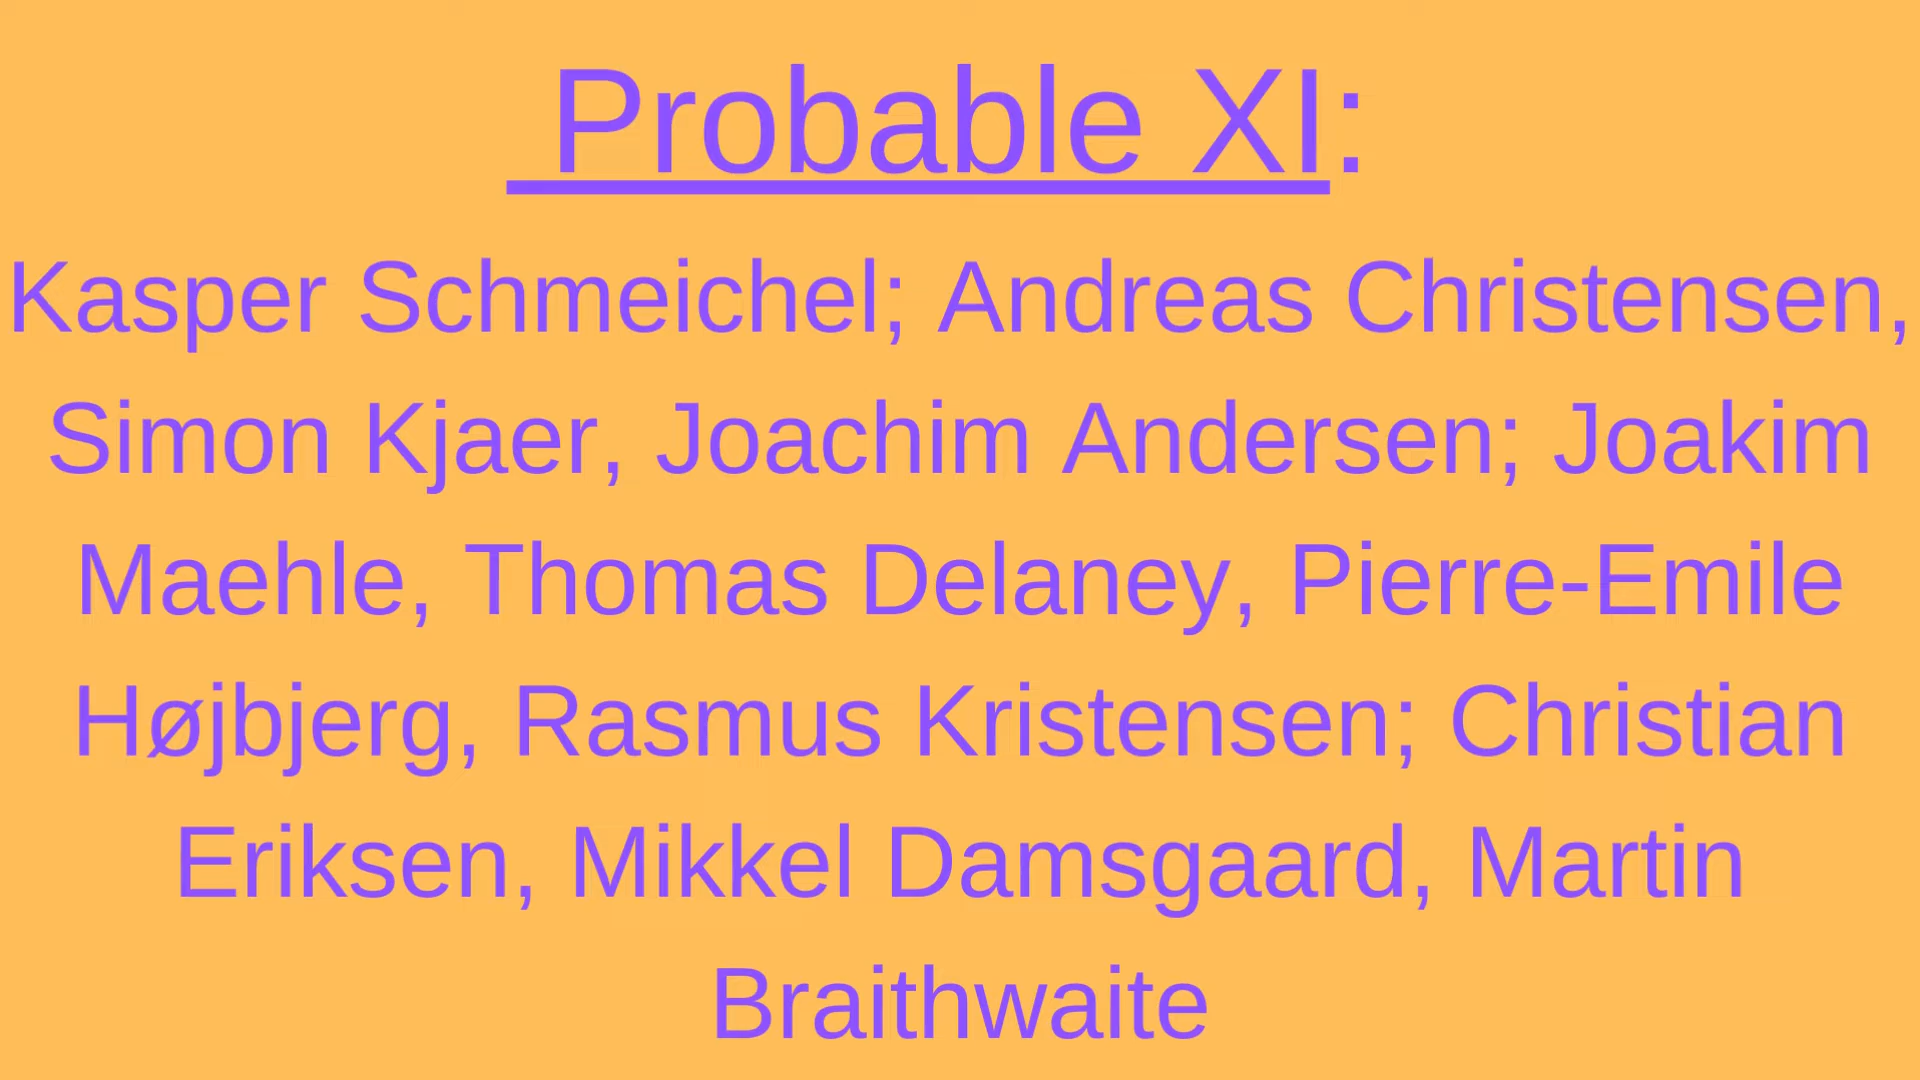 Probable XI:
Kasper Schmeichel; Andreas Christensen,
Simon Kjaer, Joachim Andersen; Joakim
Maehle, Thomas Delaney, Pierre-Emile
Højbjerg, Rasmus Kristensen; Christian
Eriksen, Mikkel Damsgaard, Martin
Braithwaite